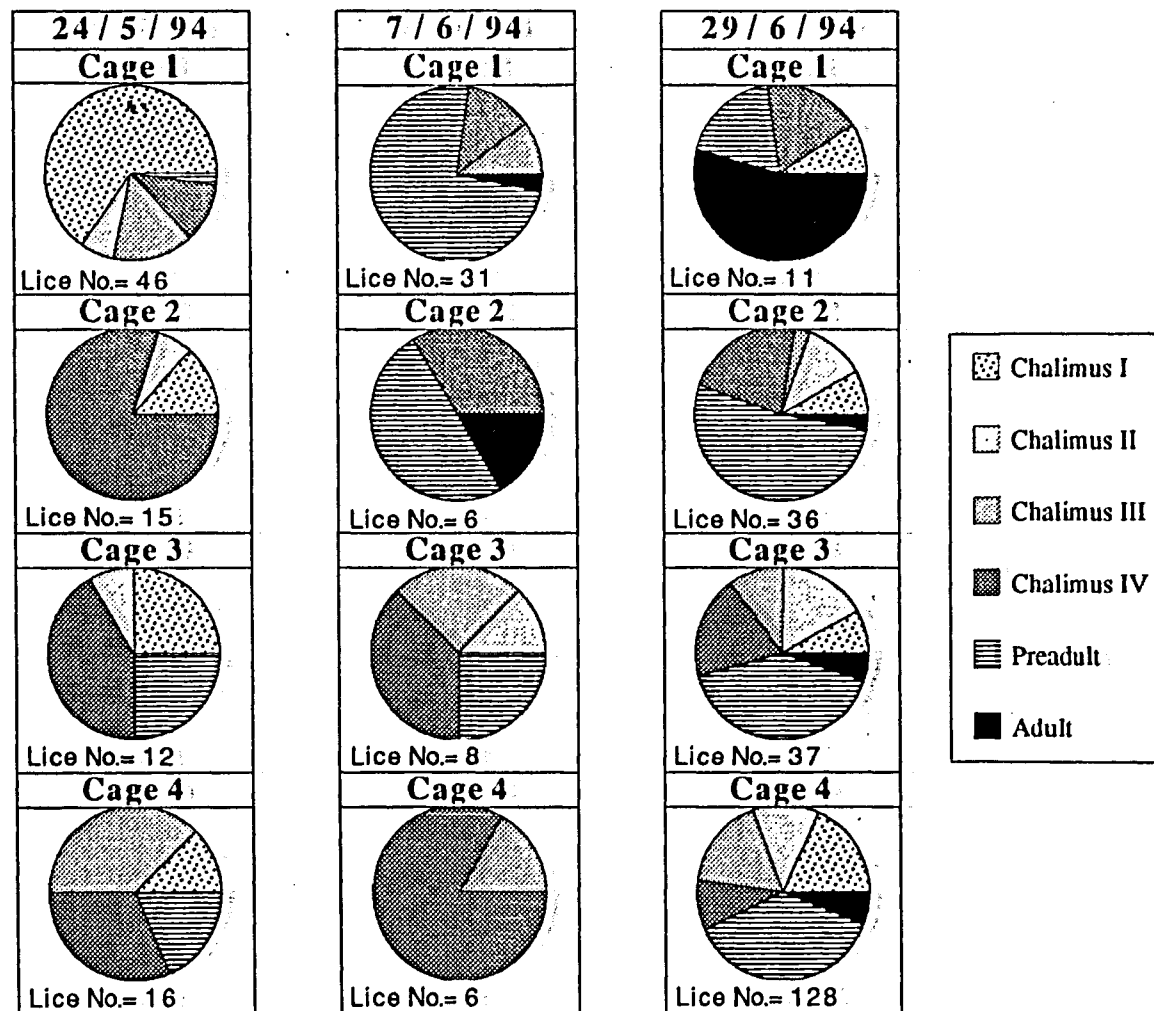 24 / 5 / 94
Cage 1
Lice No.= 46
Cage 2
Lice No.= 15
Cage 3
Lice No.= 12
Cage 4
Lice No.= 16
7 / 6 / 94
Cage 1
Lice No.= 31
Cage 2
Lice No.= 6
Cage 3
Lice No.= 8
Cage 4
Lice No.= 6
29 / 6 / 94
Cage 1
Lice No.= 11
Cage 2
Lice No.= 36
Cage 3
Lice No.= 37
Cage 4
Lice No.= 128
Chalimus I
Chalimus II
Chalimus III
Chalimus IV
Preadult
Adult